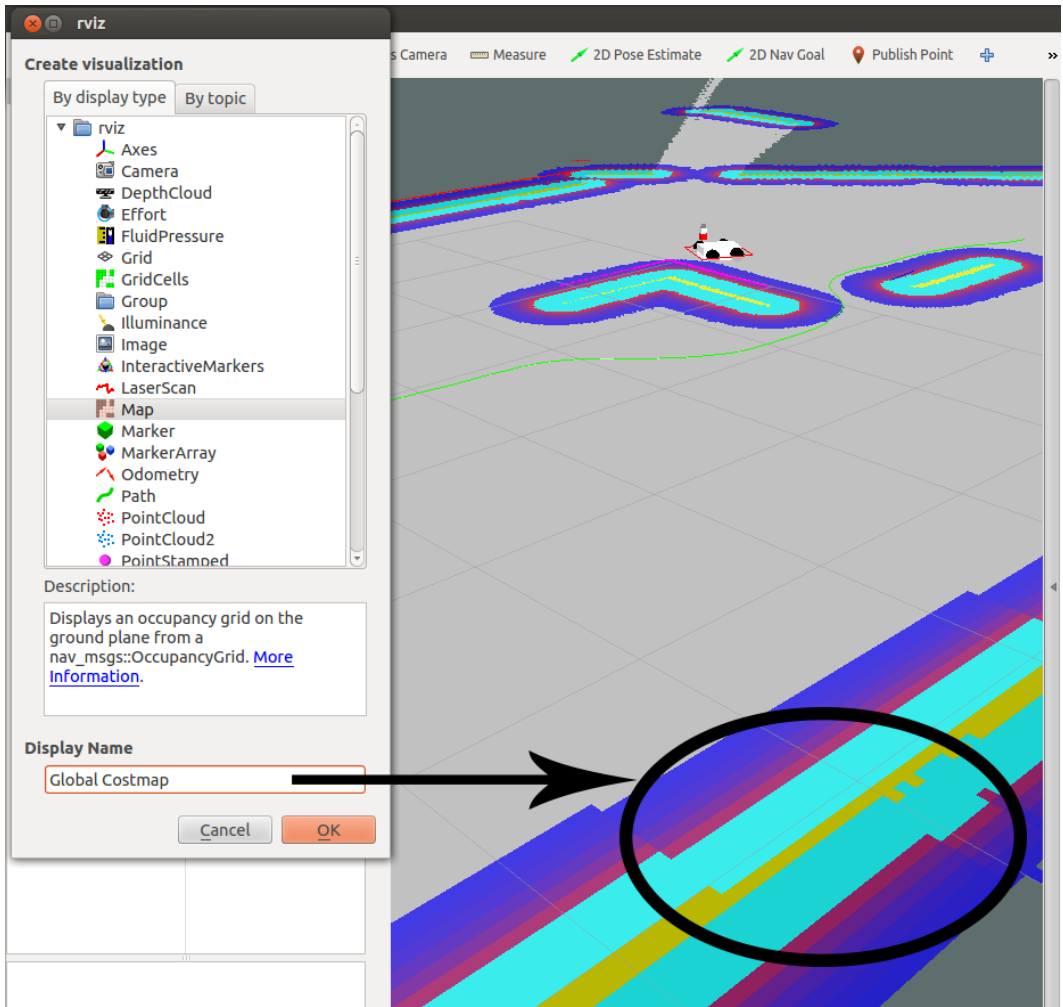 rviz
Create visualization
By display type By topic
rviz
Axes
Camera
DepthCloud
Effort
FluidPressure
Grid
GridCells
Group
Illuminance
Image
InteractiveMarkers
LaserScan
Map
Marker
MarkerArray
Odometry
Path
PointCloud
PointCloud2
PointStamped
Description:
Displays an occupancy grid on the
ground plane from a
nav_msgs::OccupancyGrid. More
Information.
Display Name
Global Costmap
Cancel OK
Camera Measure 2D Pose Estimate 2D Nav Goal Publish Point »